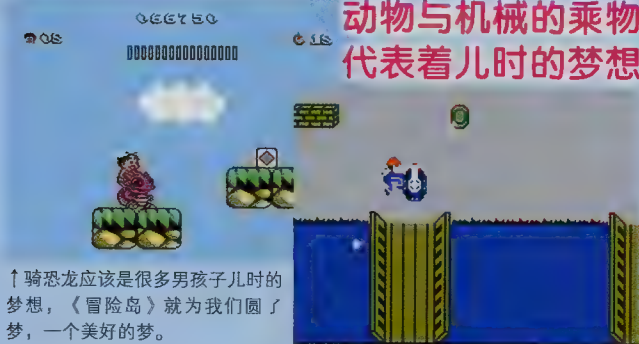 066750
08
18
动物与机械的乘物
代表着儿时的梦想
↑骑恐龙应该是很多男孩子儿时的
梦想，《冒险岛》就为我们圆了
梦，一个美好的梦。